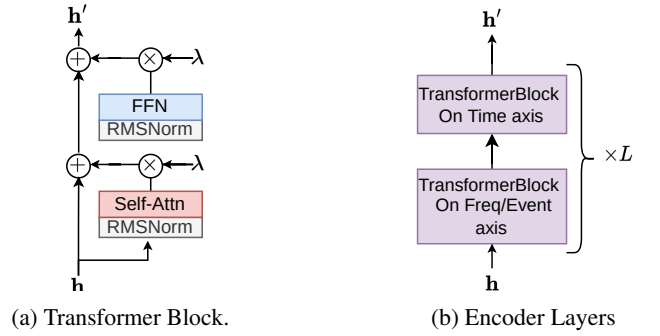 h′
+ × λ
FFN
RMSNorm
+ × λ
Self-Attn
RMSNorm
h
(a) Transformer Block.
h′
TransformerBlock
On Time axis
×L
TransformerBlock
On Freq/Event
axis
h
(b) Encoder Layers